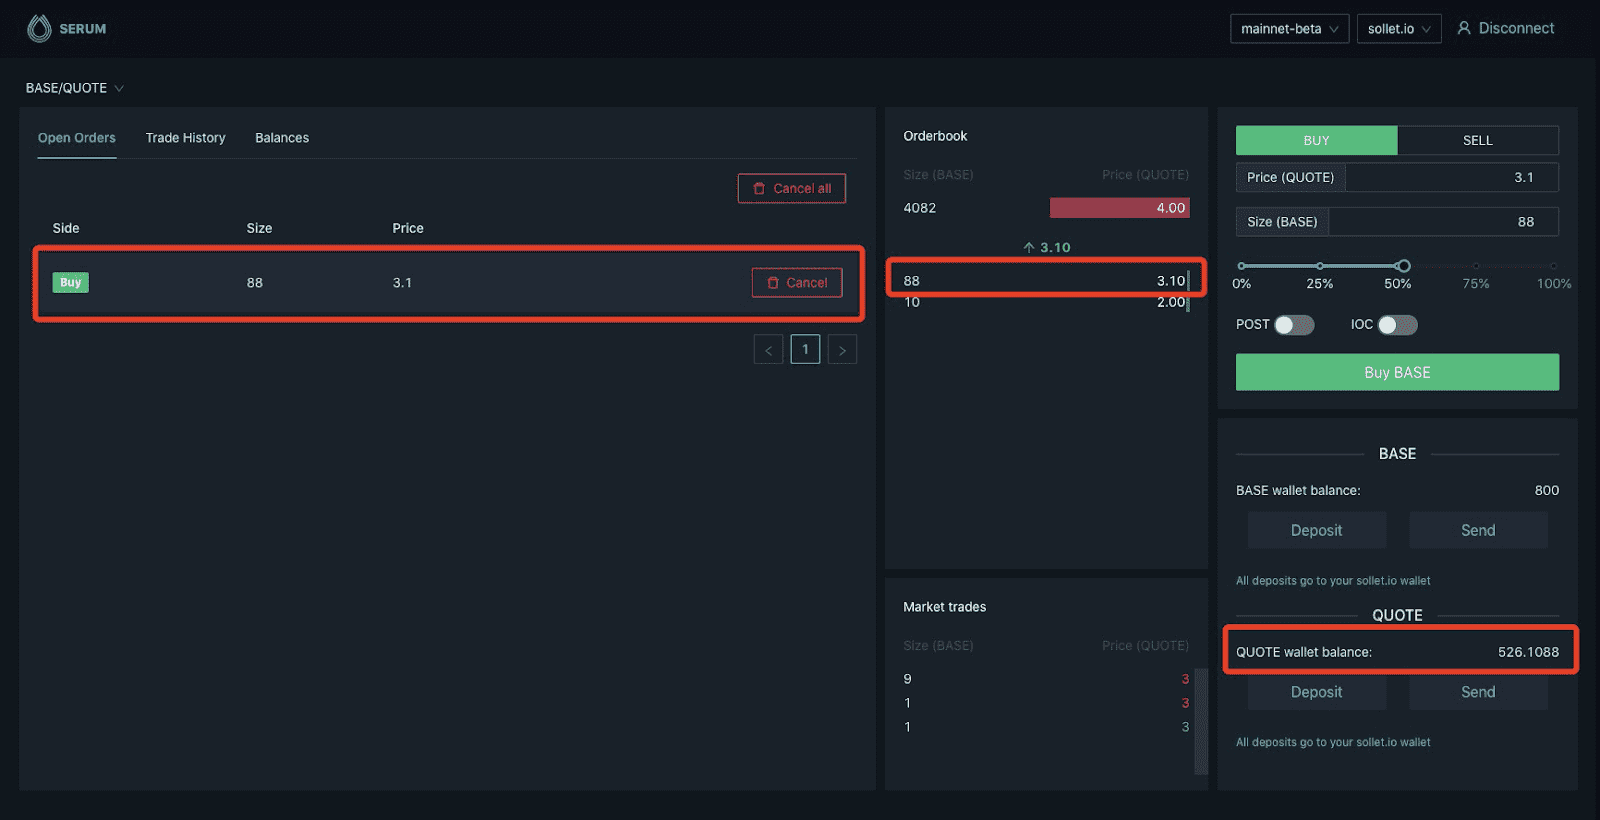 SERUM
mainnet-beta
sollet.io
Disconnect
BASE/QUOTE
Open Orders Trade History Balances
Cancel all
Side Size Price
Buy 88 3.1 Cancel
< 1 >
Orderbook
Size (BASE) Price (QUOTE)
4082 4.00
↑ 3.10
88 3.10
10 2.00
Market trades
Size (BASE) Price (QUOTE)
9 3
1 3
1 3
BUY SELL
Price (QUOTE) 3.1
Size (BASE) 88
0% 25% 50% 75% 100%
POST IOC
Buy BASE
BASE
BASE wallet balance: 800
Deposit Send
All deposits go to your sollet.io wallet
QUOTE
QUOTE wallet balance: 526.1088
Deposit Send
All deposits go to your sollet.io wallet